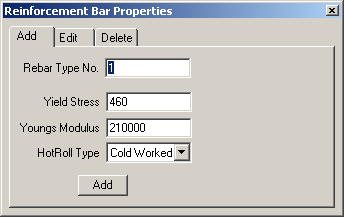 Reinforcement Bar Properties
Add Edit Delete
Rebar Type No. 1
Yield Stress 460
Youngs Modulus 210000
HotRoll Type Cold Worked
Add